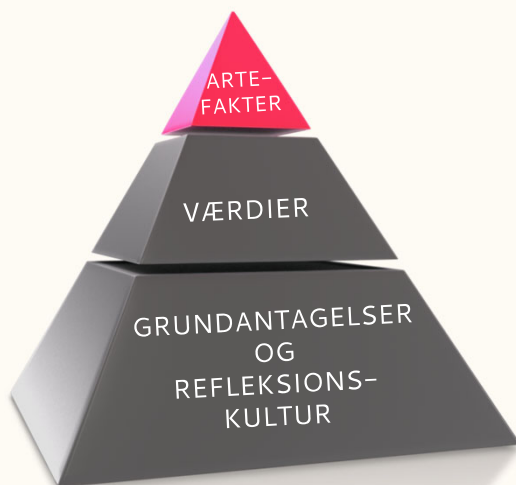 ARTE-
FAKTER
VÆRDIER
GRUNDANTAGELSER
OG
REFLEKSIONS-
KULTUR